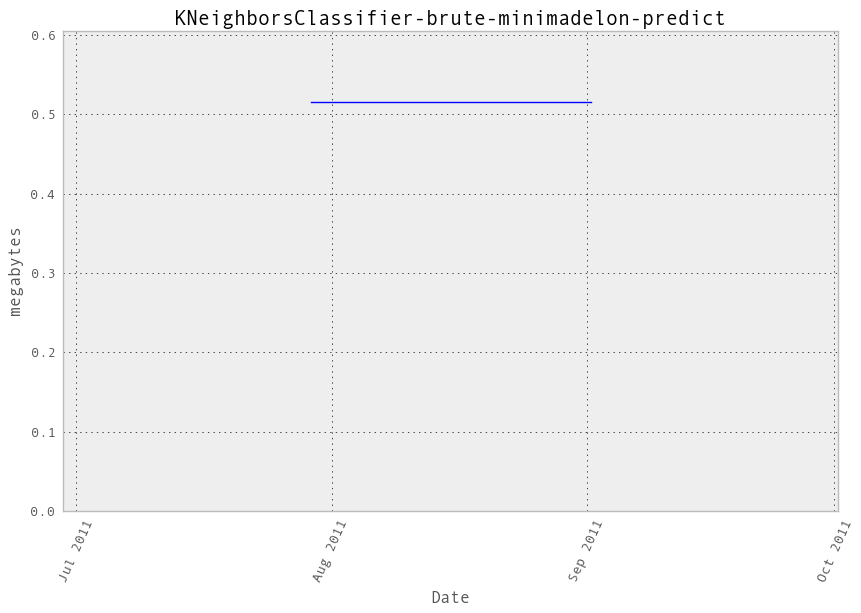 KNeighborsClassifier-brute-minimadelon-predict
0.6
0.5
0.4
0.3
0.2
0.1
0.0
megabytes
Jul 2011
Aug 2011
Sep 2011
Oct 2011
Date